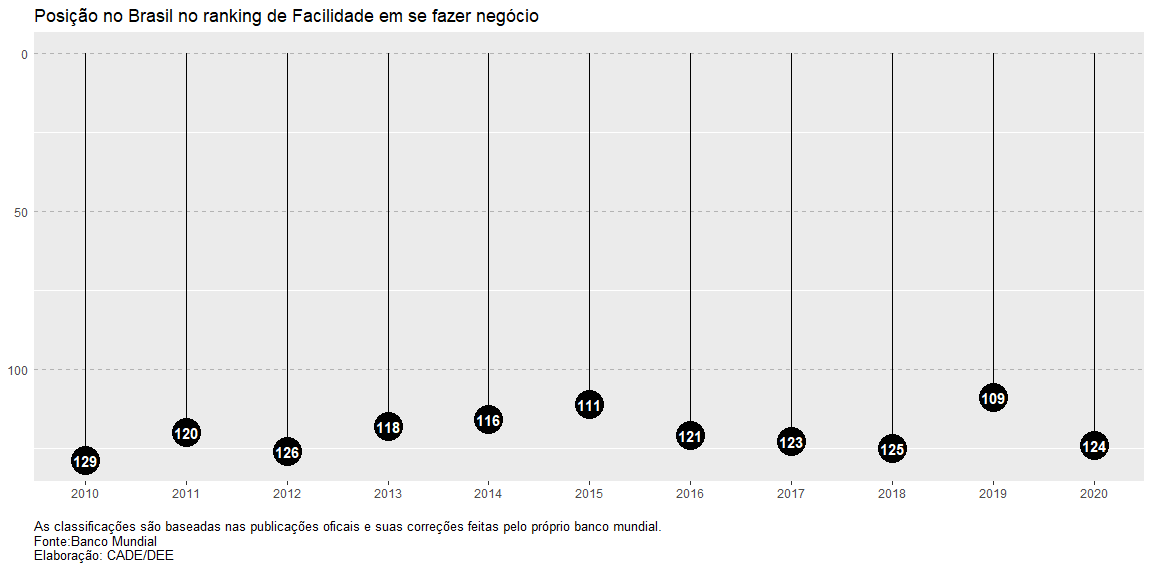 Posição no Brasil no ranking de Facilidade em se fazer negócio
0
50
100
129
120
126
118
116
111
121
123
125
109
124
2010 2011 2012 2013 2014 2015 2016 2017 2018 2019 2020
As classificações são baseadas nas publicações oficais e suas correções feitas pelo próprio banco mundial.
Fonte:Banco Mundial
Elaboração: CADE/DEE